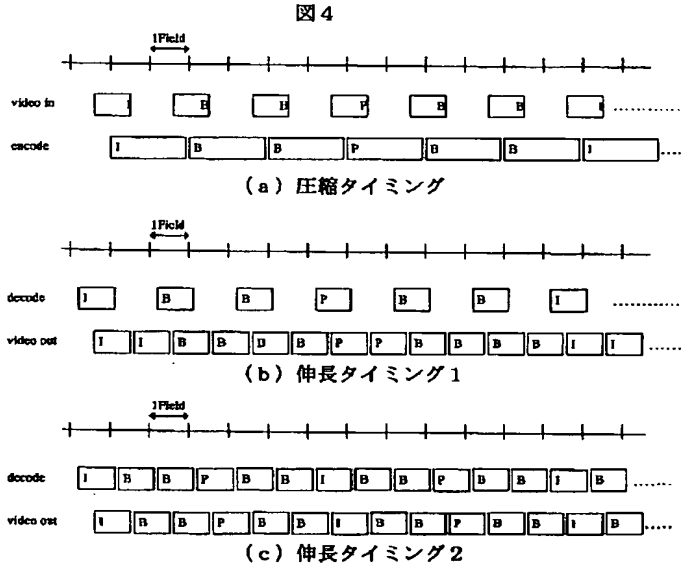 図4
1Field
video in I B B P B B I
encode I B B P B B I
(a)圧縮タイミング
1Field
decode I B B P B B I
video out I I B B B B P P B B B B I I
(b)伸長タイミング1
1Field
decode I B B P B B I B B P B B I B
video out I B B P B B I B B P B B I B
(c)伸長タイミング2